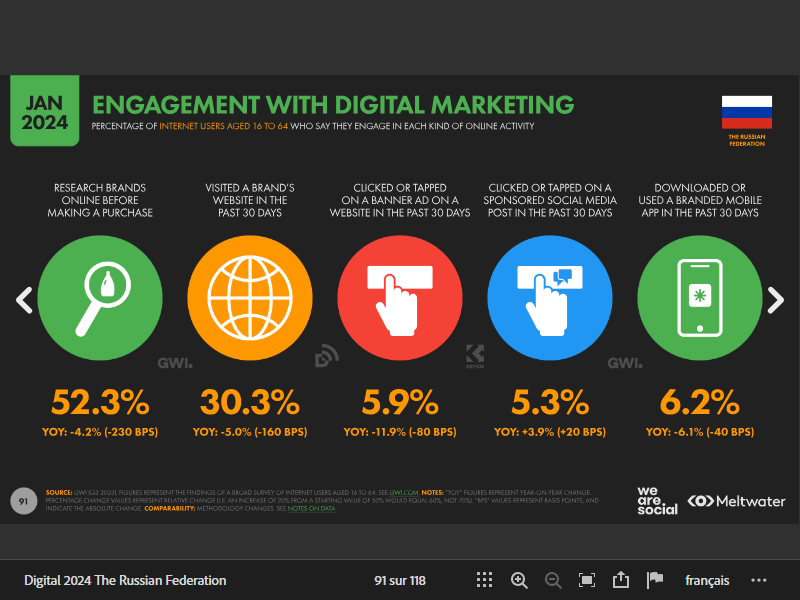 JAN
2024
ENGAGEMENT WITH DIGITAL MARKETING
PERCENTAGE OF INTERNET USERS AGED 16 TO 64 WHO SAY THEY ENGAGE IN EACH KIND OF ONLINE ACTIVITY
THE RUSSIAN
FEDERATION
RESEARCH BRANDS
ONLINE BEFORE
MAKING A PURCHASE
VISITED A BRAND'S
WEBSITE IN THE
PAST 30 DAYS
CLICKED OR TAPPED
ON A BANNER AD ON A
WEBSITE IN THE PAST 30 DAYS
CLICKED OR TAPPED ON A
SPONSORED SOCIAL MEDIA
POST IN THE PAST 30 DAYS
DOWNLOADED OR
USED A BRANDED MOBILE
APP IN THE PAST 30 DAYS
GWI.
KEPIOS
GWI.
52.3%
YOY: -4.2% (-230 BPS)
30.3%
YOY: -5.0% (-160 BPS)
5.9%
YOY: -11.9% (-80 BPS)
5.3%
YOY: +3.9% (+20 BPS)
6.2%
YOY: -6.1% (-40 BPS)
91
SOURCE: GWI (Q3 2023). FIGURES REPRESENT THE FINDINGS OF A BROAD SURVEY OF INTERNET USERS AGED 16 TO 64. SEE GWI.COM. NOTES: "YOY" FIGURES REPRESENT YEAR-ON-YEAR CHANGE.
PERCENTAGE CHANGE VALUES REPRESENT RELATIVE CHANGE (I.E. AN INCREASE OF 20% FROM A STARTING VALUE OF 50% WOULD EQUAL 60%, NOT 70%). "BPS" VALUES REPRESENT BASIS POINTS, AND
INDICATE THE ABSOLUTE CHANGE. COMPARABILITY: METHODOLOGY CHANGES. SEE NOTES ON DATA.
we
are.
social
Meltwater
Digital 2024 The Russian Federation
91 sur 118
français